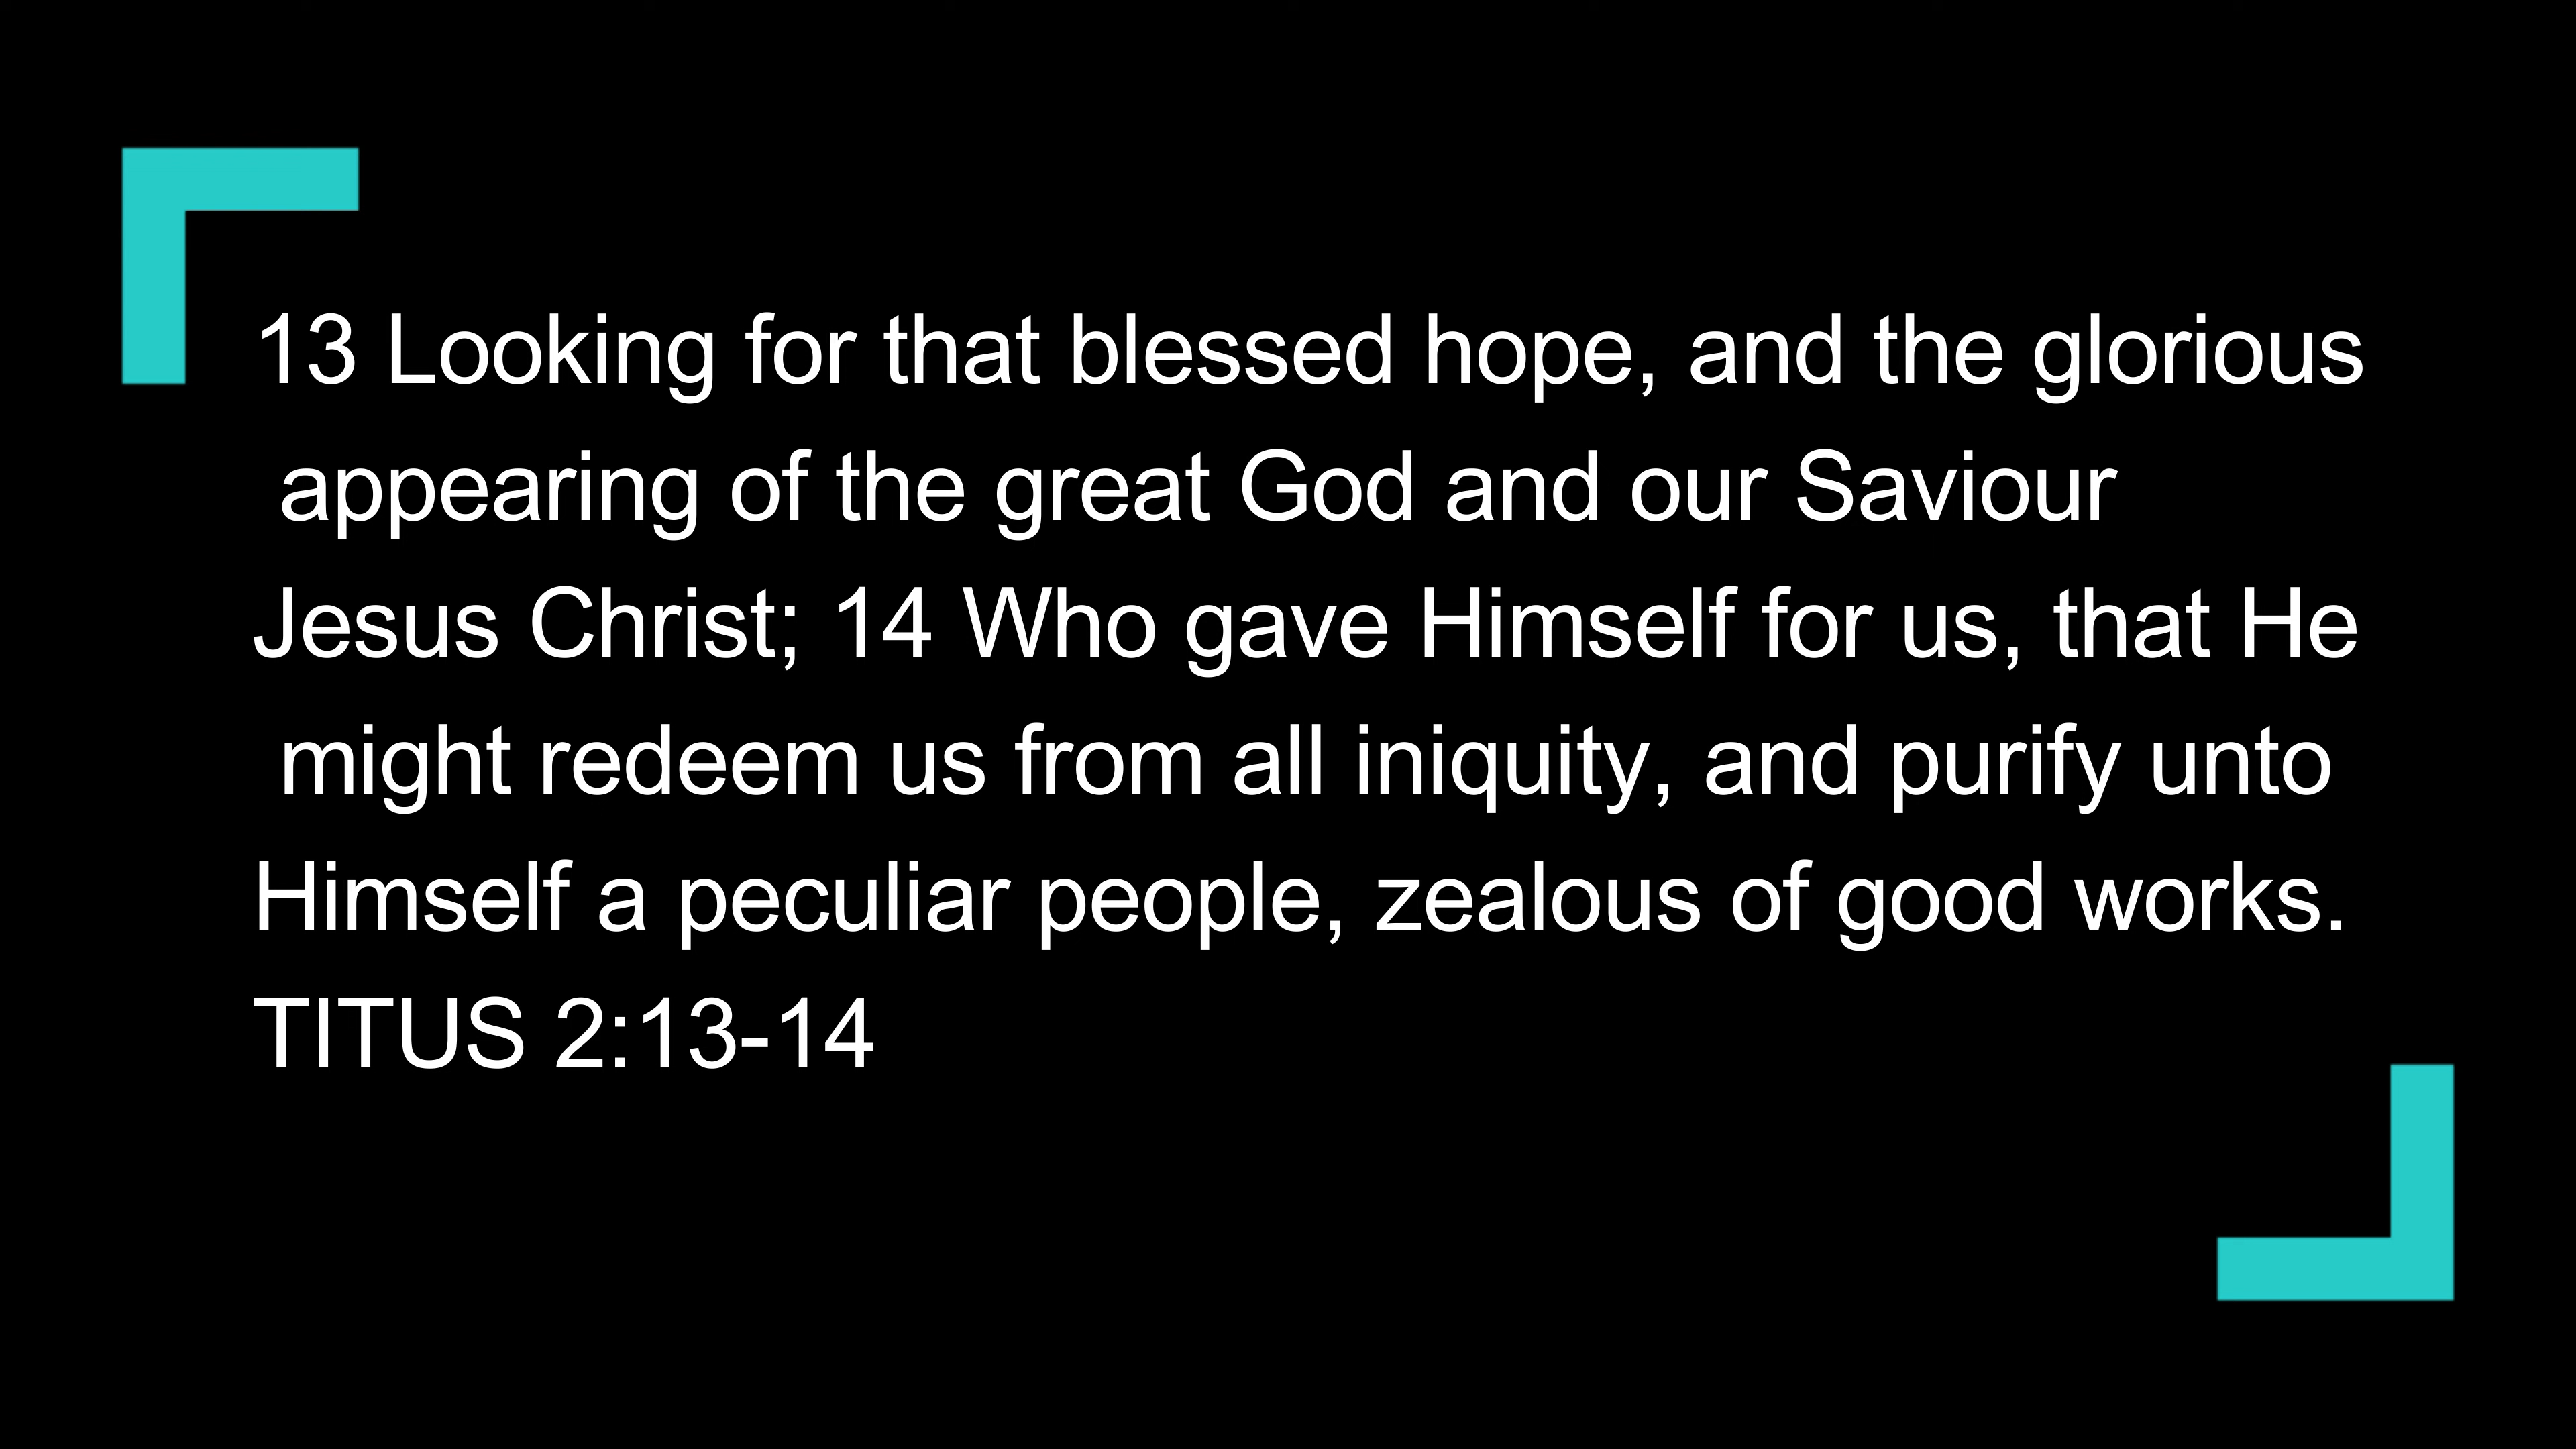 13 Looking for that blessed hope, and the glorious
appearing of the great God and our Saviour
Jesus Christ; 14 Who gave Himself for us, that He
might redeem us from all iniquity, and purify unto
Himself a peculiar people, zealous of good works.
TITUS 2:13-14